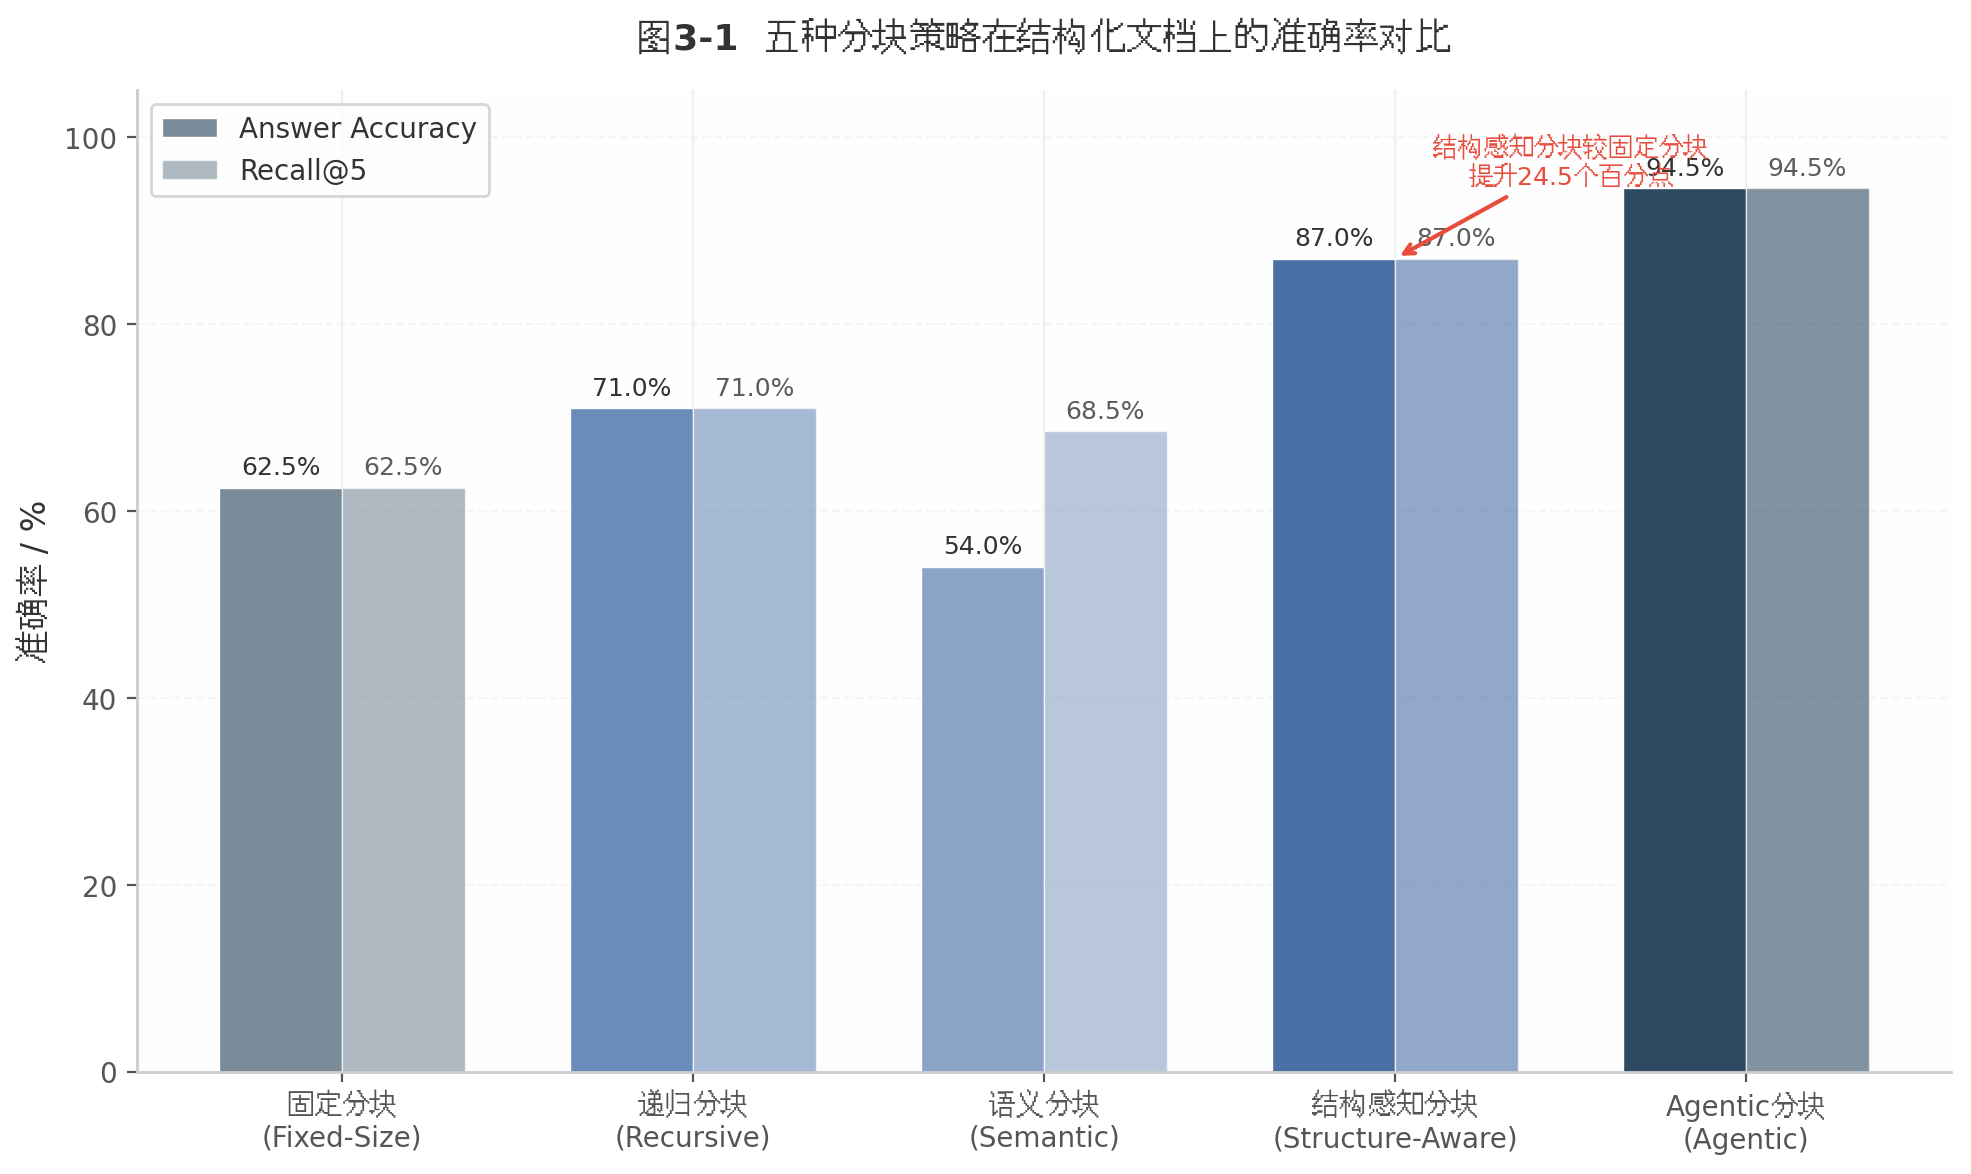 图3-1 五种分块策略在结构化文档上的准确率对比
Answer Accuracy
Recall@5
结构感知分块较固定分块
提升24.5个百分点
准确率 / %
100
80
60
40
20
0
62.5%
62.5%
71.0%
71.0%
54.0%
68.5%
87.0%
87.0%
94.5%
94.5%
固定分块
(Fixed-Size)
递归分块
(Recursive)
语义分块
(Semantic)
结构感知分块
(Structure-Aware)
Agentic分块
(Agentic)